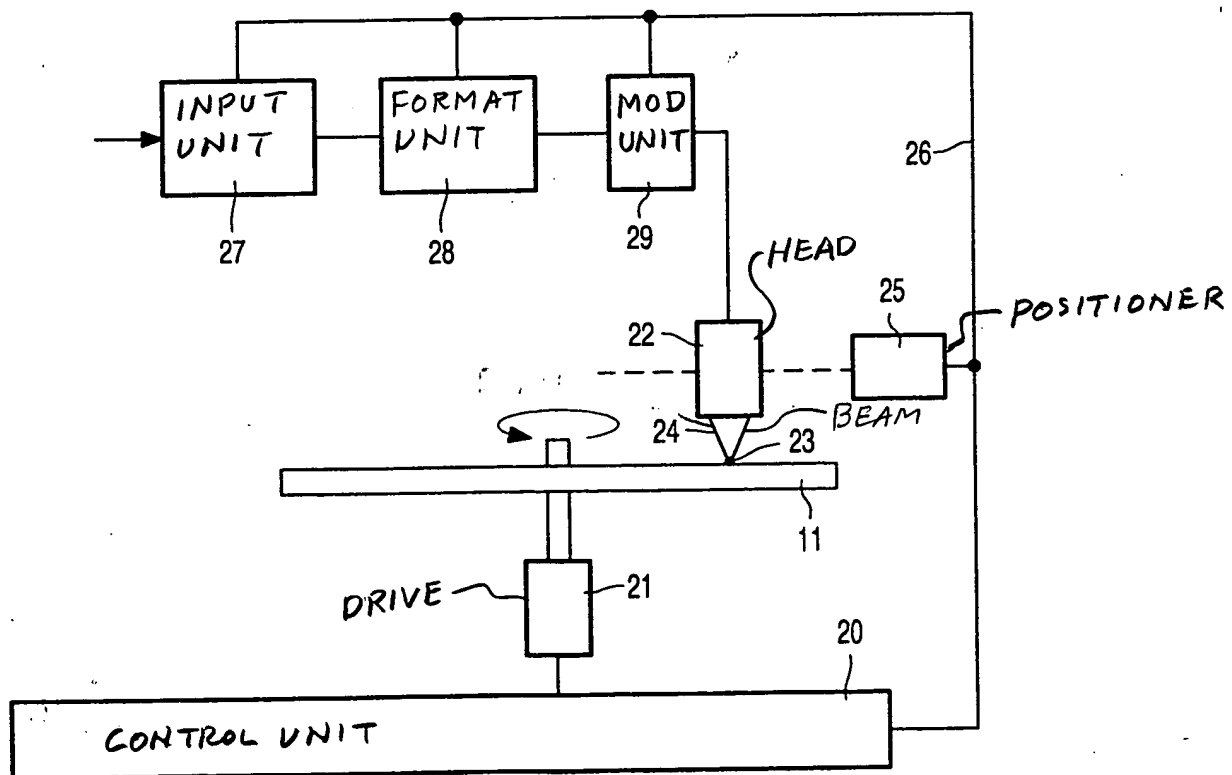 INPUT
UNIT
FORMAT
UNIT
MOD
UNIT
26
27
28
29
HEAD
25
POSITIONER
22
24
BEAM
23
11
DRIVE
21
20
CONTROL UNIT